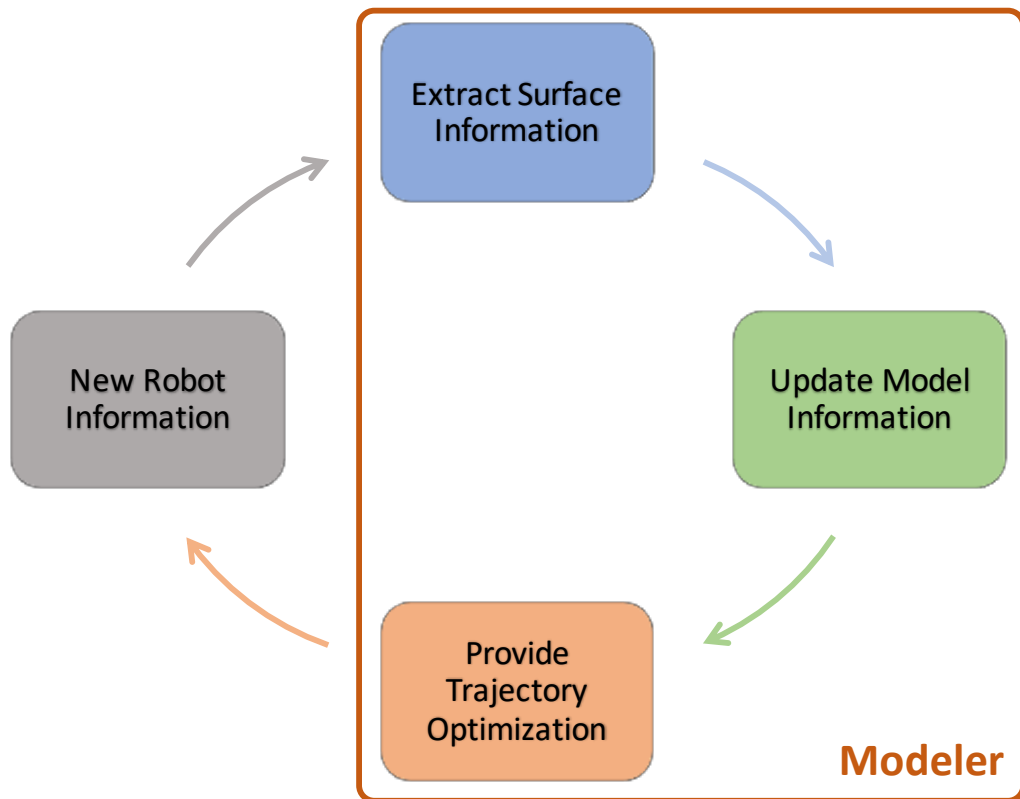 Extract Surface
Information
New Robot
Information
Update Model
Information
Provide
Trajectory
Optimization
Modeler